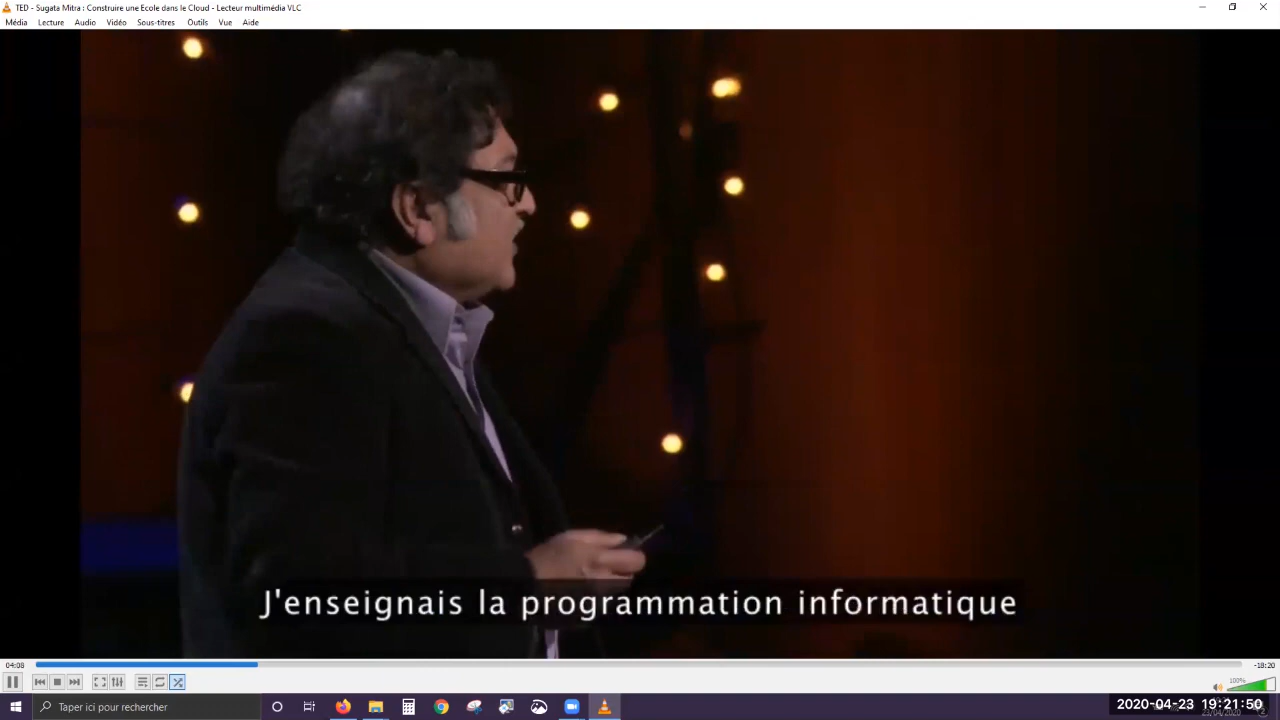 TED - Sugata Mitra : Construire une Ecole dans le Cloud - Lecteur multimédia VLC
Média Lecture Audio Vidéo Sous-titres Outils Vue Aide
J'enseignais la programmation informatique
04:08 -18:20
100%
Taper ici pour rechercher
2020-04-23 19:21:50